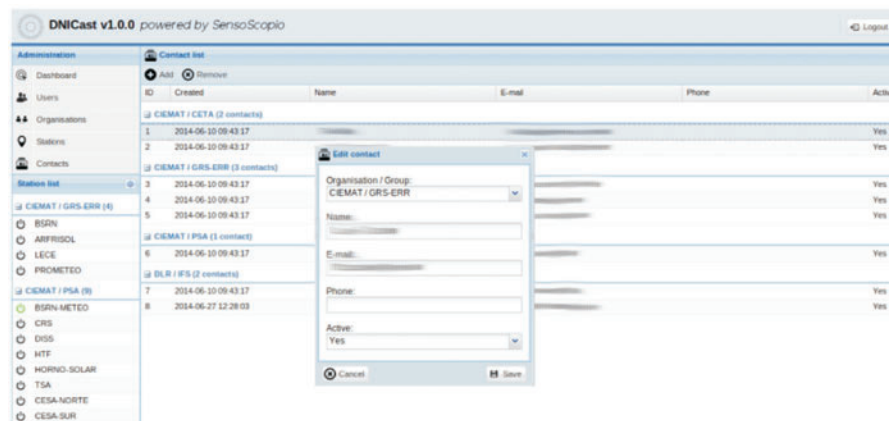 DNICast v1.0.0 powered by SensoScopio
Logout
Administration
Dashboard
Users
Organisations
Stations
Contacts
Station list
CIEMAT / GRS-ERR (4)
BSRN
ARFRISOL
LECE
PROMETEO
CIEMAT / PSA (9)
BSRN-METEO
CRS
DISS
HTF
HORNO-SOLAR
TSA
CESA-NORTE
CESA-SUR
Contact list
Add Remove
ID Created Name E-mail Phone
CIEMAT / CETA (2 contacts)
1 2014-06-10 09:43:17 Yes
2 2014-06-10 09:43:17 Yes
CIEMAT / GRS-ERR (3 contacts)
3 2014-06-10 09:43:17 Yes
4 2014-06-10 09:43:17 Yes
5 2014-06-10 09:43:17 Yes
CIEMAT / PSA (1 contact)
6 2014-06-10 09:43:17 Yes
DLR / IFS (2 contacts)
7 2014-06-10 09:43:17 Yes
8 2014-06-27 12:28:03 Yes
Edit contact
Organisation / Group:
CIEMAT / GRS-ERR
Name:
E-mail:
Phone:
Active:
Yes
Cancel Save